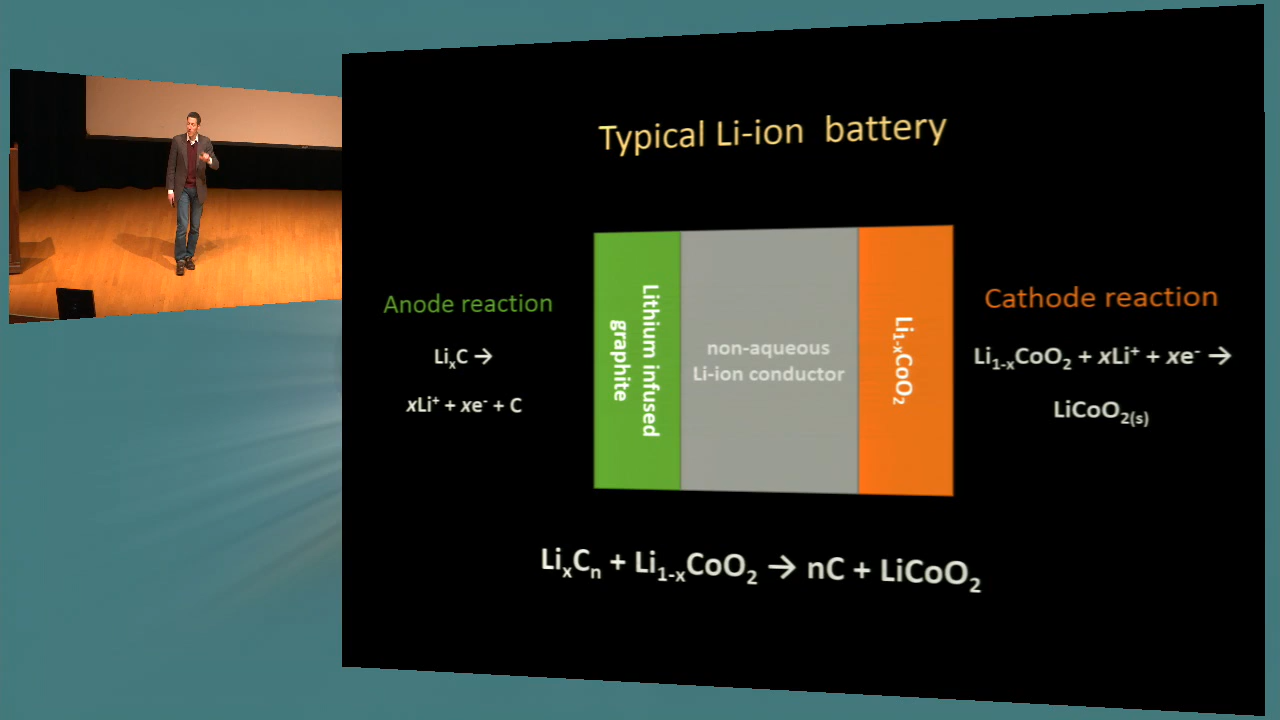 Typical Li-ion battery
Anode reaction
LiₓC →
xLi⁺ + xe⁻ + C
Lithium infused
graphite
non-aqueous
Li-ion conductor
Li₁₋ₓCoO₂
Cathode reaction
Li₁₋ₓCoO₂ + xLi⁺ + xe⁻ →
LiCoO₂₍ₛ₎
LiₓCₙ + Li₁₋ₓCoO₂ → nC + LiCoO₂